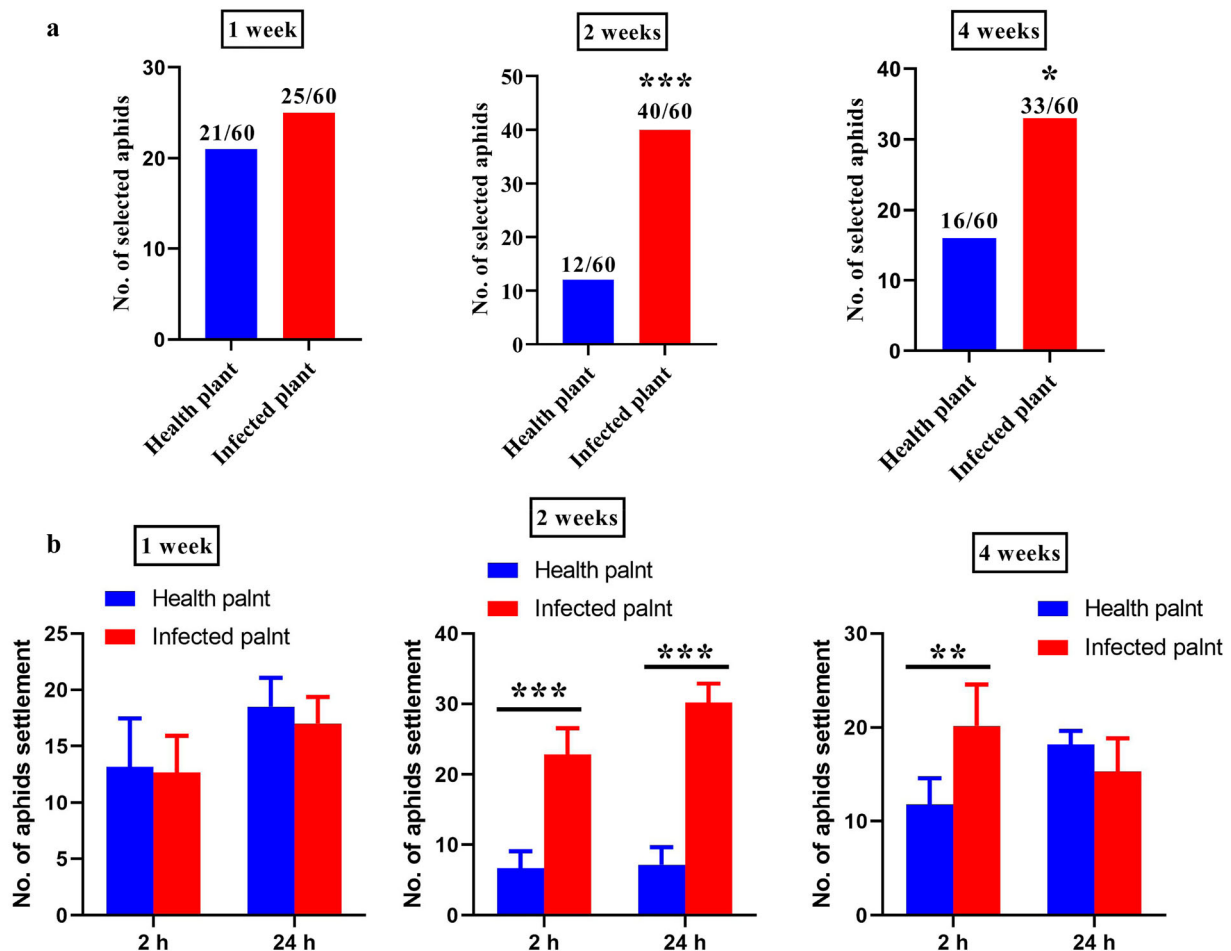 a
1 week
No. of selected aphids
30
20
10
0
21/60
25/60
Health plant
Infected plant
2 weeks
No. of selected aphids
50
40
30
20
10
0
12/60
***
40/60
Health plant
Infected plant
4 weeks
No. of selected aphids
40
30
20
10
0
16/60
*
33/60
Health plant
Infected plant
b
1 week
Health palnt
Infected palnt
No. of aphids settlement
25
20
15
10
5
0
2 h
24 h
2 weeks
Health palnt
Infected palnt
No. of aphids settlement
40
30
20
10
0
***
***
2 h
24 h
4 weeks
Health palnt
Infected palnt
No. of aphids settlement
30
20
10
0
**
2 h
24 h